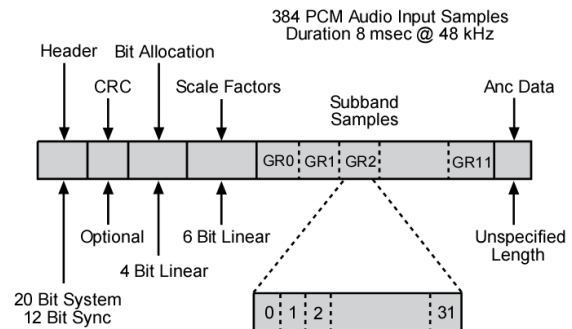 384 PCM Audio Input Samples
Duration 8 msec @ 48 kHz
Header
Bit Allocation
CRC
Scale Factors
Subband
Samples
Anc Data
GR0
GR1
GR2
GR11
Optional
6 Bit Linear
Unspecified
Length
4 Bit Linear
20 Bit System
12 Bit Sync
0
1
2
31